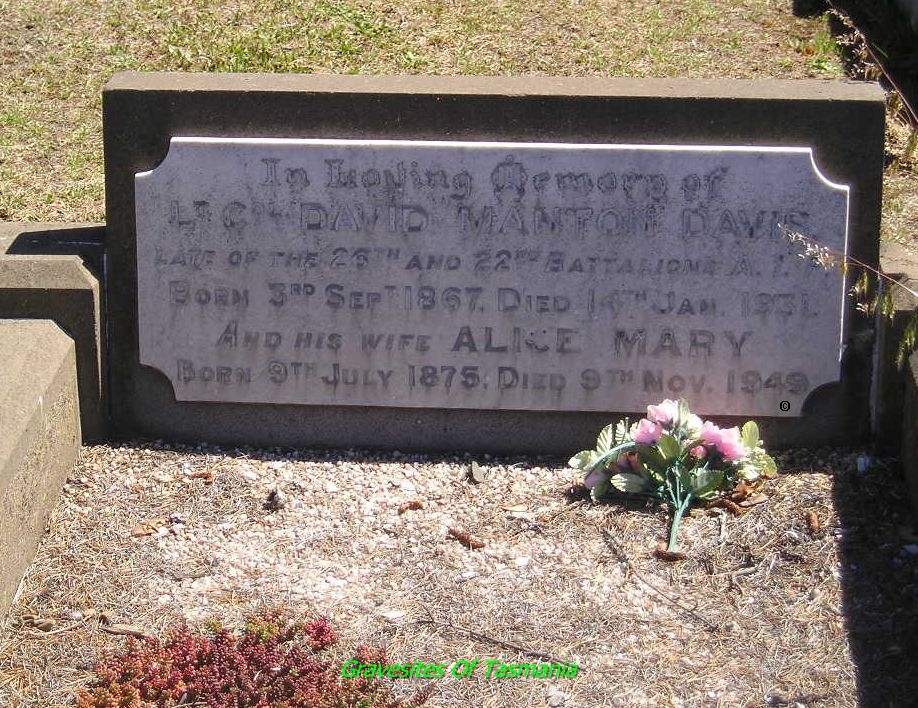 In Loving Memory of
Lt. Col. DAVID MANTON DAVIS
LATE OF THE 26TH AND 22ND BATTALIONS A.I.F.
BORN 3RD SEPT 1867. DIED 14TH JAN. 1931.
AND HIS WIFE ALICE MARY
BORN 9TH JULY 1875. DIED 9TH NOV. 1949
©
Gravesites Of Tasmania